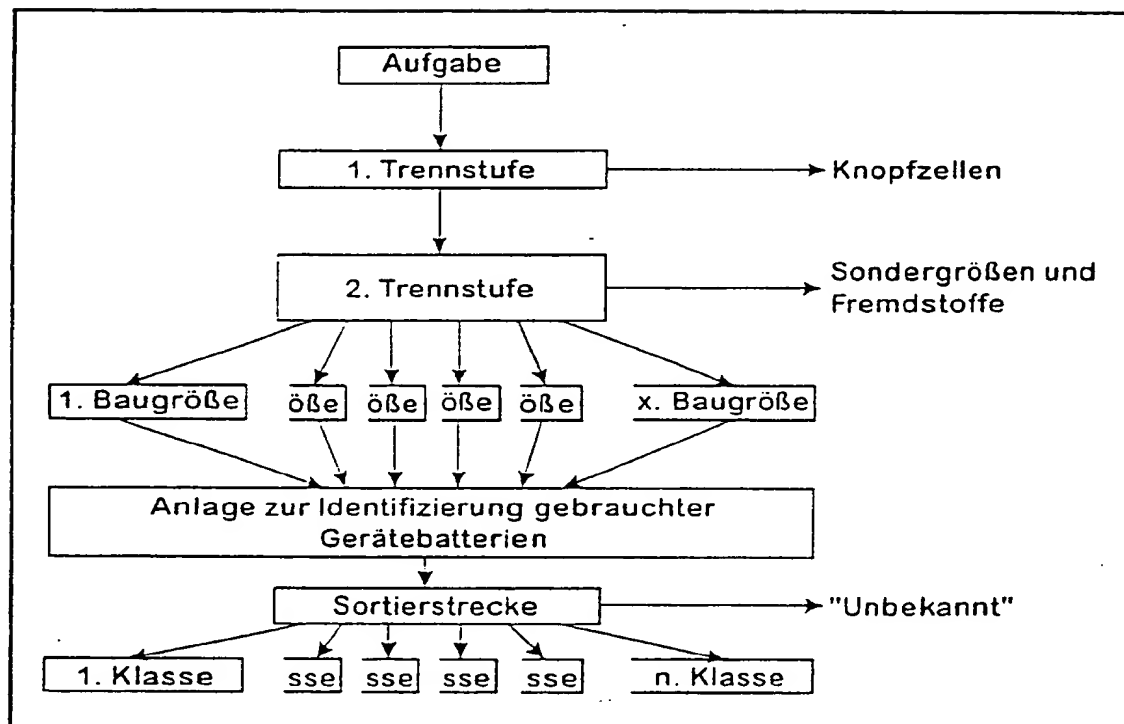 Aufgabe
1. Trennstufe
Knopfzellen
2. Trennstufe
Sondergrößen und
Fremdstoffe
1. Baugröße
öße
öße
öße
öße
x. Baugröße
Anlage zur Identifizierung gebrauchter
Gerätebatterien
Sortierstrecke
"Unbekannt"
1. Klasse
sse
sse
sse
sse
n. Klasse